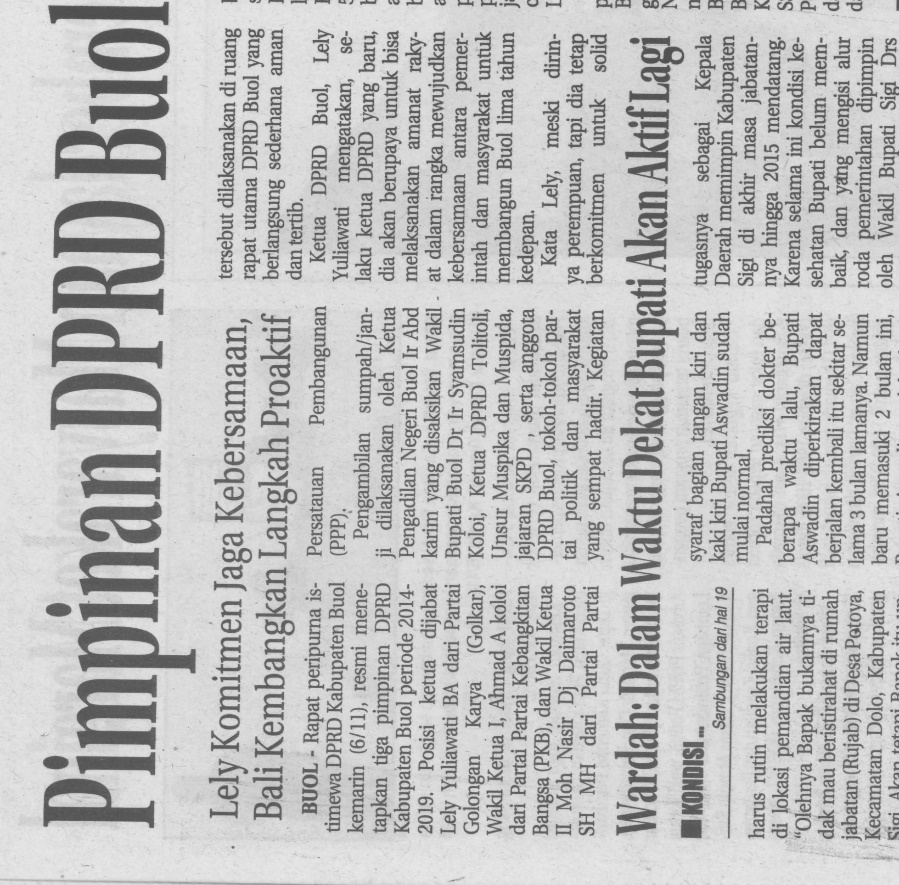 Pimpinan DPRD Buol
Lely Komitmen Jaga Kebersamaan,
Bali Kembangkan Langkah Proaktif
BUOL - Rapat peripurna is-
timewa DPRD Kabupaten Buol
kemarin (6/11), resmi mene-
tapkan tiga pimpinan DPRD
Kabupaten Buol periode 2014-
2019. Posisi ketua dijabat
Lely Yuliawati BA dari Partai
Golongan Karya (Golkar),
Wakil Ketua I, Ahmad A koloi
dari Partai Partai Kebangkitan
Bangsa (PKB), dan Wakil Ketua
II Moh Nasir Dj Daimaroto
SH MH dari Partai Partai
Persatauan Pembangunan
(PPP).
Pengambilan sumpah/jan-
ji dilaksanakan oleh Ketua
Pengadilan Negeri Buol Ir Abd
karim yang disaksikan Wakil
Bupati Buol Dr Ir Syamsudin
Koloi, Ketua DPRD Tolitoli,
Unsur Muspika dan Muspida,
jajaran SKPD , serta anggota
DPRD Buol, tokoh-tokoh par-
tai politik dan masyarakat
yang sempat hadir. Kegiatan
tersebut dilaksanakan di ruang
rapat utama DPRD Buol yang
berlangsung sederhana aman
dan tertib.
Ketua DPRD Buol, Lely
Yuliawati mengatakan, se-
laku ketua DPRD yang baru,
dia akan berupaya untuk bisa
melaksanakan amanat raky-
at dalam rangka mewujudkan
kebersamaan antara pemer-
intah dan masyarakat untuk
membangun Buol lima tahun
kedepan.
Kata Lely, meski dirin-
ya perempuan, tapi dia tetap
berkomitmen untuk solid
Wardah: Dalam Waktu Dekat Bupati Akan Aktif Lagi
KONDISI...
Sambungan dari hal 19
harus rutin melakukan terapi
di lokasi pemandian air laut.
“Olehnya Bapak bukannya ti-
dak mau beristirahat di rumah
jabatan (Rujab) di Desa Potoya,
Kecamatan Dolo, Kabupaten
syaraf bagian tangan kiri dan
kaki kiri Bupati Aswadin sudah
mulai normal.
Padahal prediksi dokter be-
berapa waktu lalu, Bupati
Aswadin diperkirakan dapat
berjalan kembali itu sekitar se-
lama 3 bulan lamanya. Namun
baru memasuki 2 bulan ini,
tugasnya sebagai Kepala
Daerah memimpin Kabupaten
Sigi di akhir masa jabatan-
nya hingga 2015 mendatang.
Karena selama ini kondisi ke-
sehatan Bupati belum mem-
baik, dan yang mengisi alur
roda pemerintahan dipimpin
oleh Wakil Bupati Sigi Drs